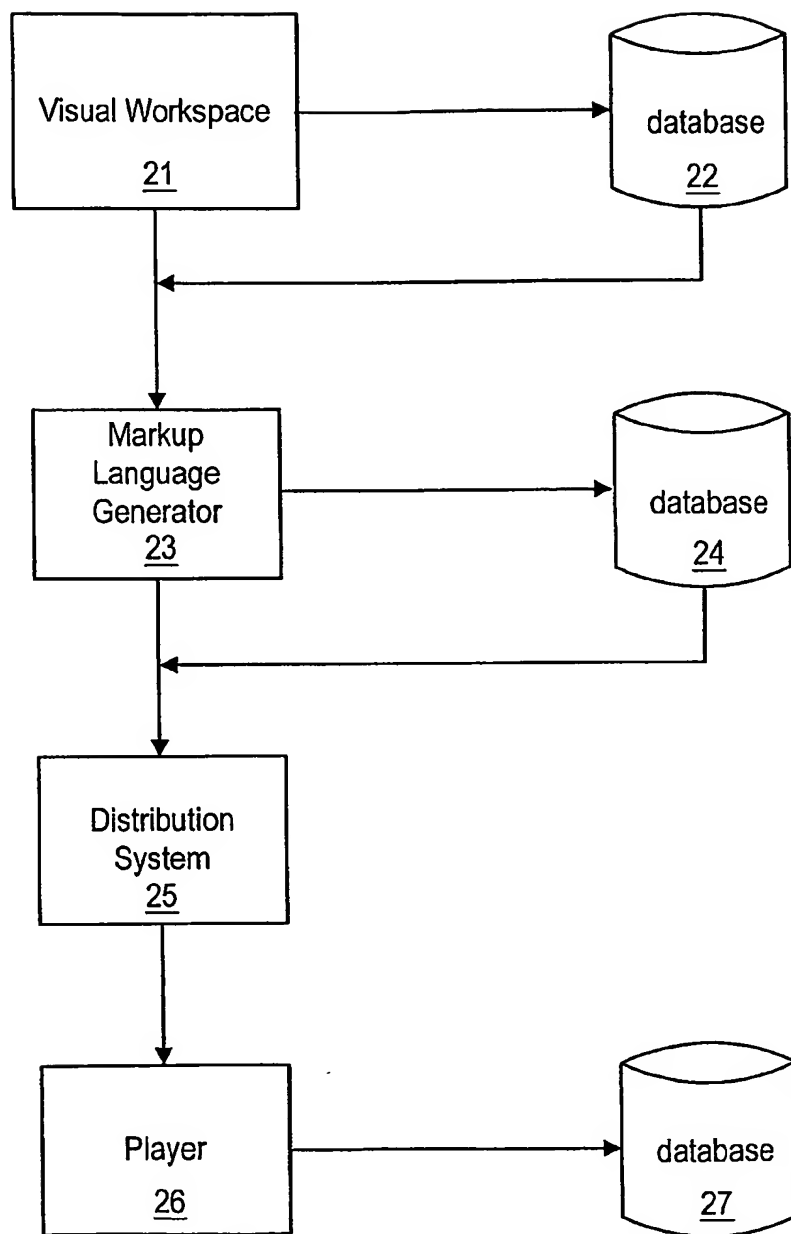 Visual Workspace
21
database
22
Markup
Language
Generator
23
database
24
Distribution
System
25
Player
26
database
27